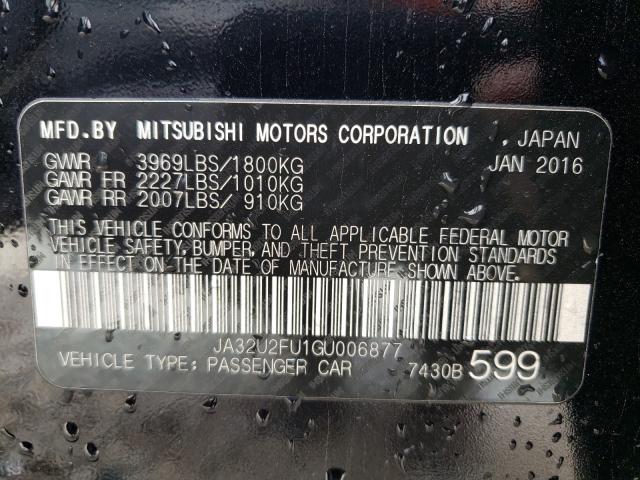 MFD.BY MITSUBISHI MOTORS CORPORATION , JAPAN
GVWR 3969LBS/1800KG JAN 2016
GAWR FR 2227LBS/1010KG
GAWR RR 2007LBS/ 910KG
THIS VEHICLE CONFORMS TO ALL APPLICABLE FEDERAL MOTOR
VEHICLE SAFETY, BUMPER, AND THEFT PREVENTION STANDARDS
IN EFFECT ON THE DATE OF MANUFACTURE SHOWN ABOVE.
JA32U2FU1GU006877
VEHICLE TYPE: PASSENGER CAR 7430B 599